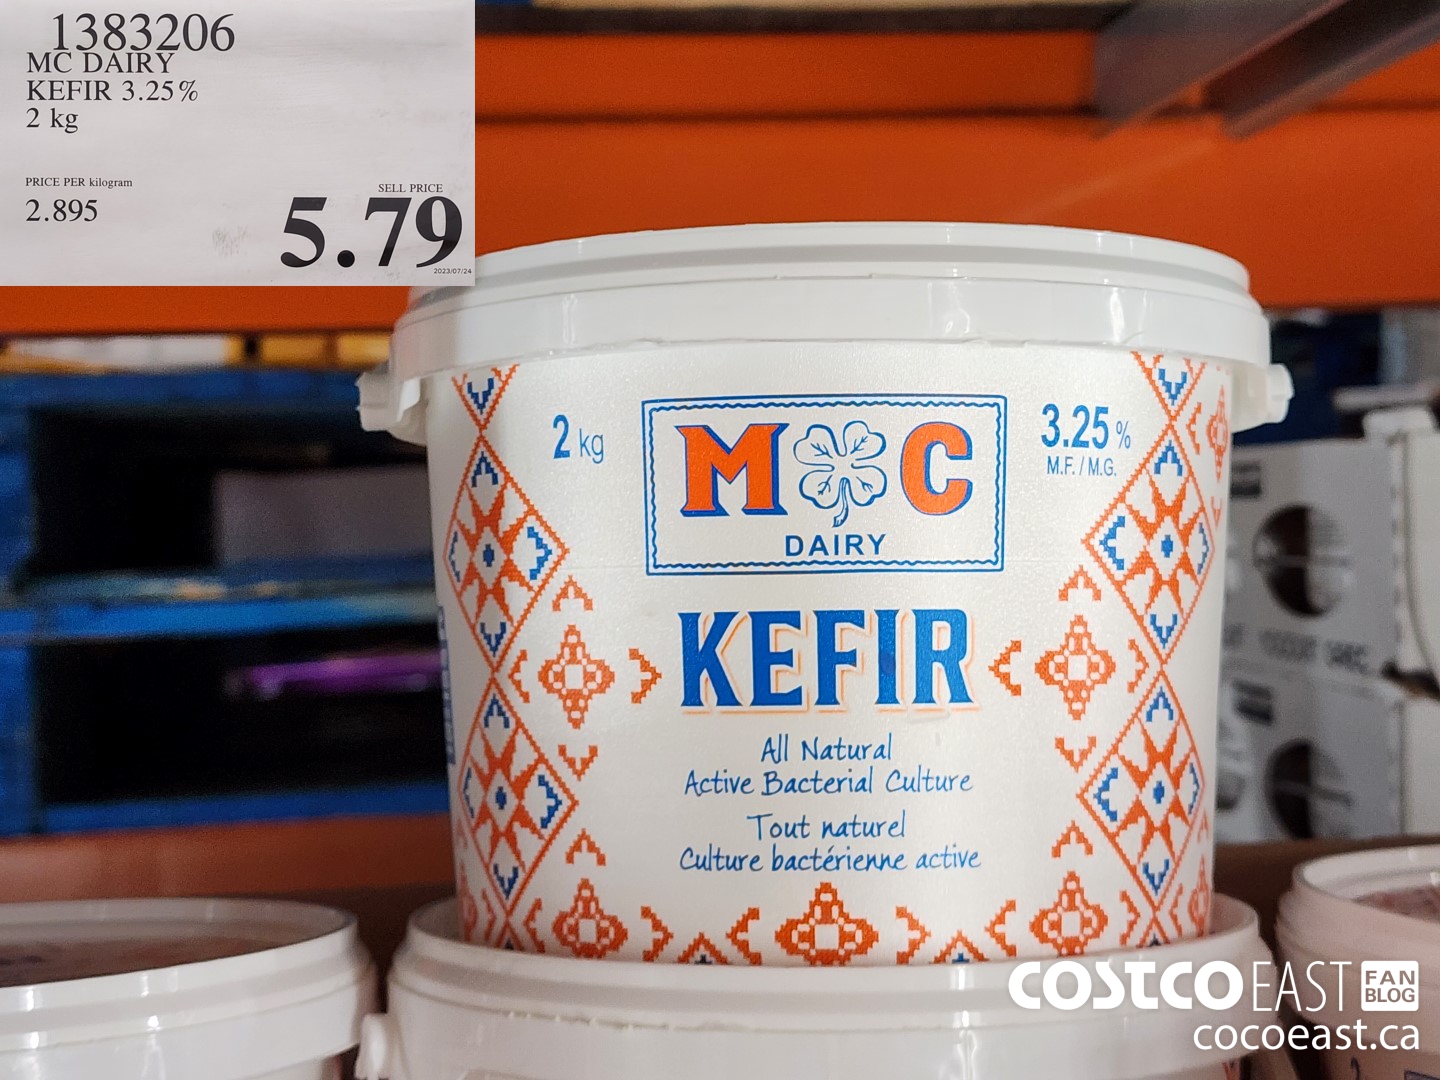 1383206
MC DAIRY
KEFIR 3.25%
2 kg
PRICE PER kilogram
2.895
SELL PRICE
5.79
2023/07/24
2 kg
M C
DAIRY
3.25 %
M.F. / M.G.
KEFIR
All Natural
Active Bacterial Culture
Tout naturel
Culture bactérienne active
COSTCO EAST FAN BLOG
cocoeast.ca